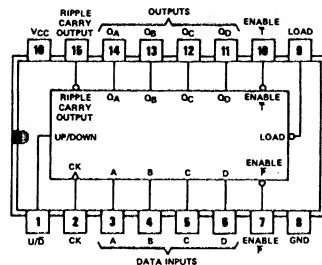 OUTPUTS
RIPPLE CARRY ENABLE
VCC OUTPUT QA QB QC QD T LOAD
16 15 14 13 12 11 10 9
RIPPLE CARRY OUTPUT QA QB QC QD ENABLE T
UP/DOWN LOAD
CK A B C D ENABLE P
1 2 3 4 5 6 7 8
U/D̅ CK A B C D ENABLE P̅ GND
DATA INPUTS